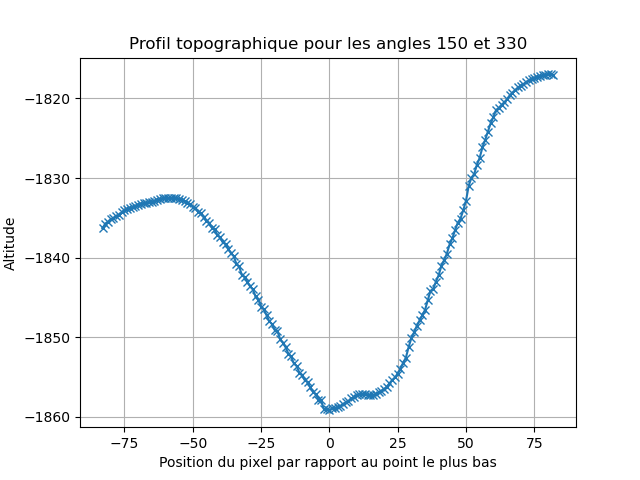 Profil topographique pour les angles 150 et 330
Altitude
−1820
−1830
−1840
−1850
−1860
−75 −50 −25 0 25 50 75
Position du pixel par rapport au point le plus bas